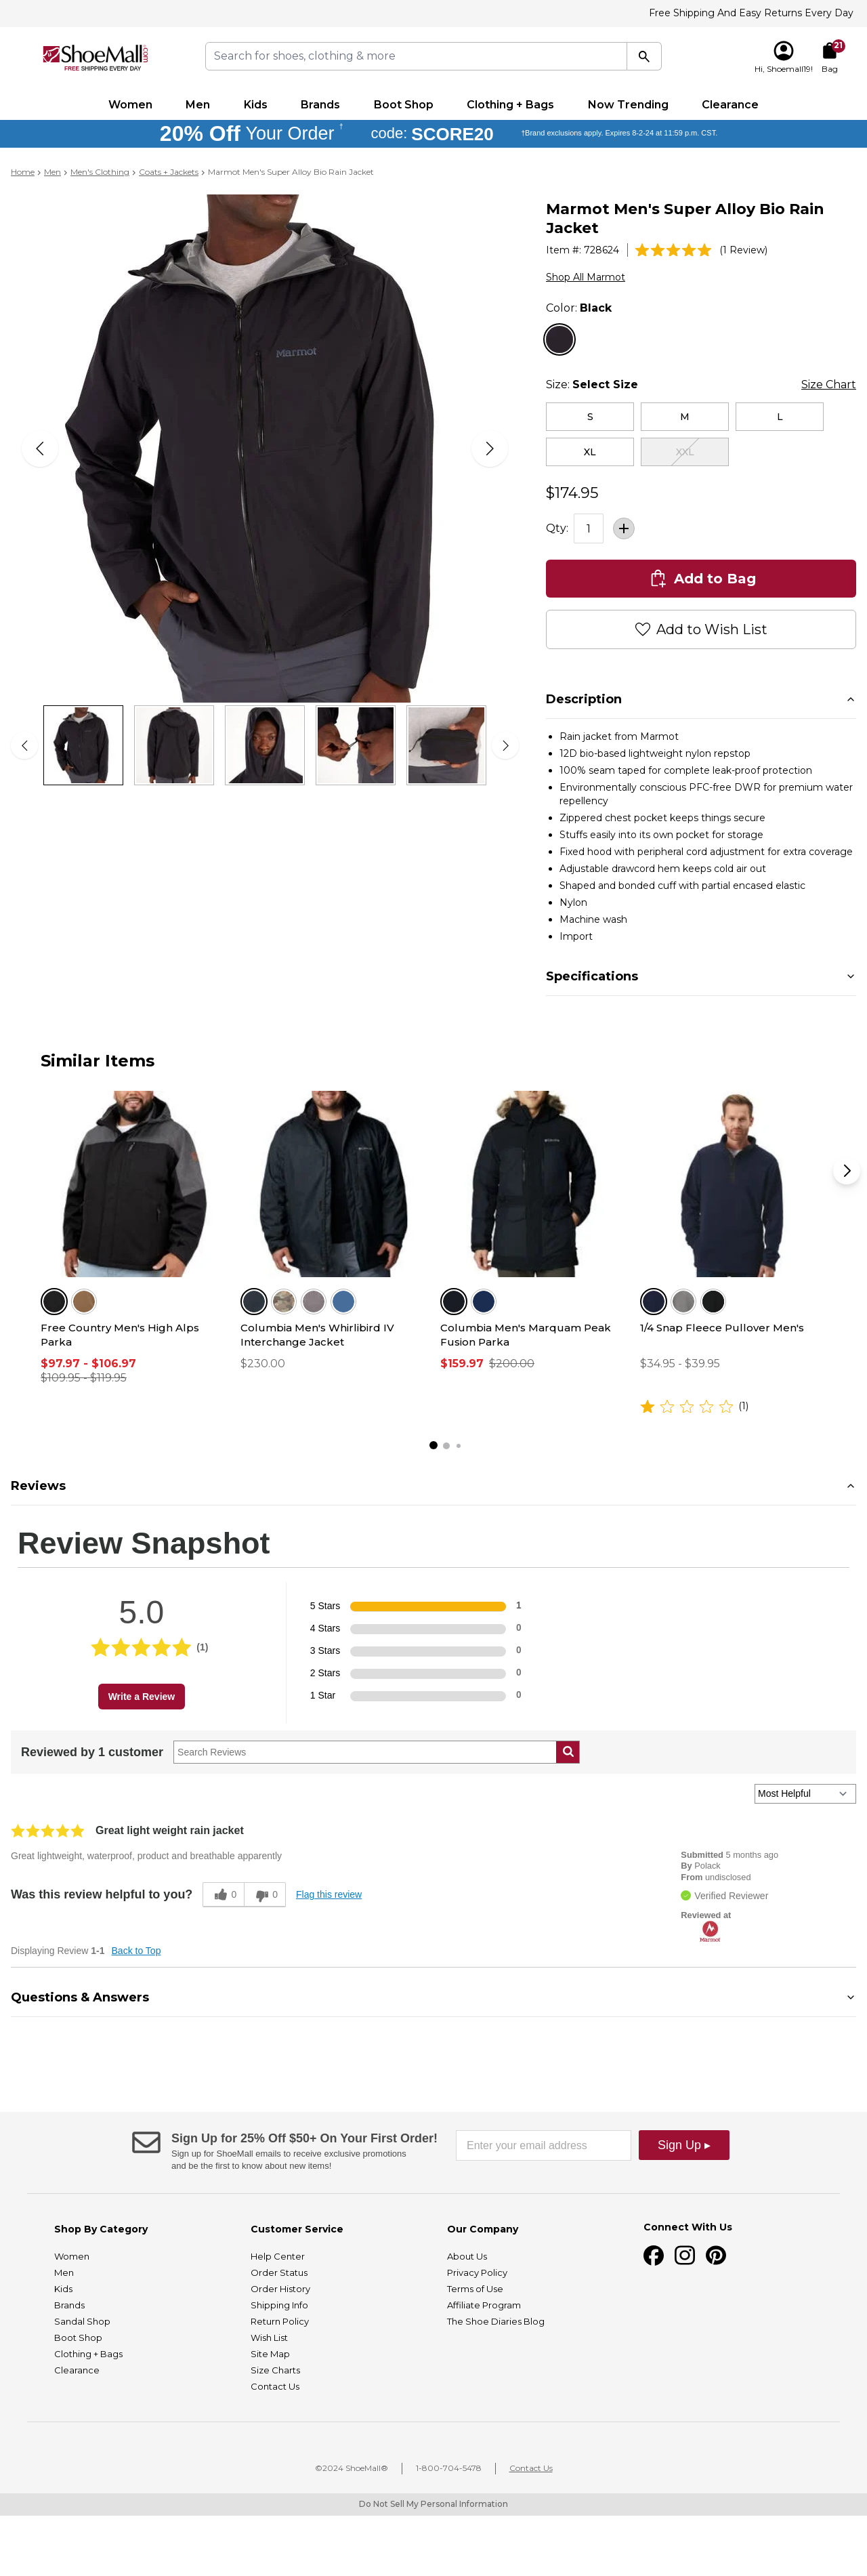 Free Shipping And Easy Returns Every Day
ShoeMall
FREE SHIPPING EVERY DAY
Search for shoes, clothing & more
21
Hi, Shoemall19!
Bag
Women
Men
Kids
Brands
Boot Shop
Clothing + Bags
Now Trending
Clearance
20% Off Your Order †
code: SCORE20
†Brand exclusions apply. Expires 8-2-24 at 11:59 p.m. CST.
Home > Men > Men's Clothing > Coats + Jackets > Marmot Men's Super Alloy Bio Rain Jacket
Marmot
Marmot Men's Super Alloy Bio Rain
Jacket
Item #: 728624
(1 Review)
Shop All Marmot
Color: Black
Size: Select Size
Size Chart
S
M
L
XL
XXL
$174.95
Qty: 1
Add to Bag
Add to Wish List
Description
Rain jacket from Marmot
12D bio-based lightweight nylon repstop
100% seam taped for complete leak-proof protection
Environmentally conscious PFC-free DWR for premium water
repellency
Zippered chest pocket keeps things secure
Stuffs easily into its own pocket for storage
Fixed hood with peripheral cord adjustment for extra coverage
Adjustable drawcord hem keeps cold air out
Shaped and bonded cuff with partial encased elastic
Nylon
Machine wash
Import
Specifications
Similar Items
Free Country Men's High Alps
Parka
$97.97 - $106.97
$109.95 - $119.95
Columbia Men's Whirlibird IV
Interchange Jacket
$230.00
Columbia Men's Marquam Peak
Fusion Parka
$159.97 $200.00
1/4 Snap Fleece Pullover Men's
$34.95 - $39.95
(1)
Reviews
Review Snapshot
5.0
(1)
Write a Review
5 Stars 1
4 Stars 0
3 Stars 0
2 Stars 0
1 Star 0
Reviewed by 1 customer
Search Reviews
Most Helpful
Great light weight rain jacket
Great lightweight, waterproof, product and breathable apparently
Submitted 5 months ago
By Polack
From undisclosed
Verified Reviewer
Reviewed at
Marmot
Was this review helpful to you?
0
0
Flag this review
Displaying Review 1-1 Back to Top
Questions & Answers
Sign Up for 25% Off $50+ On Your First Order!
Sign up for ShoeMall emails to receive exclusive promotions
and be the first to know about new items!
Enter your email address
Sign Up ▸
Shop By Category
Women
Men
Kids
Brands
Sandal Shop
Boot Shop
Clothing + Bags
Clearance
Customer Service
Help Center
Order Status
Order History
Shipping Info
Return Policy
Wish List
Site Map
Size Charts
Contact Us
Our Company
About Us
Privacy Policy
Terms of Use
Affiliate Program
The Shoe Diaries Blog
Connect With Us
©2024 ShoeMall®
1-800-704-5478
Contact Us
Do Not Sell My Personal Information